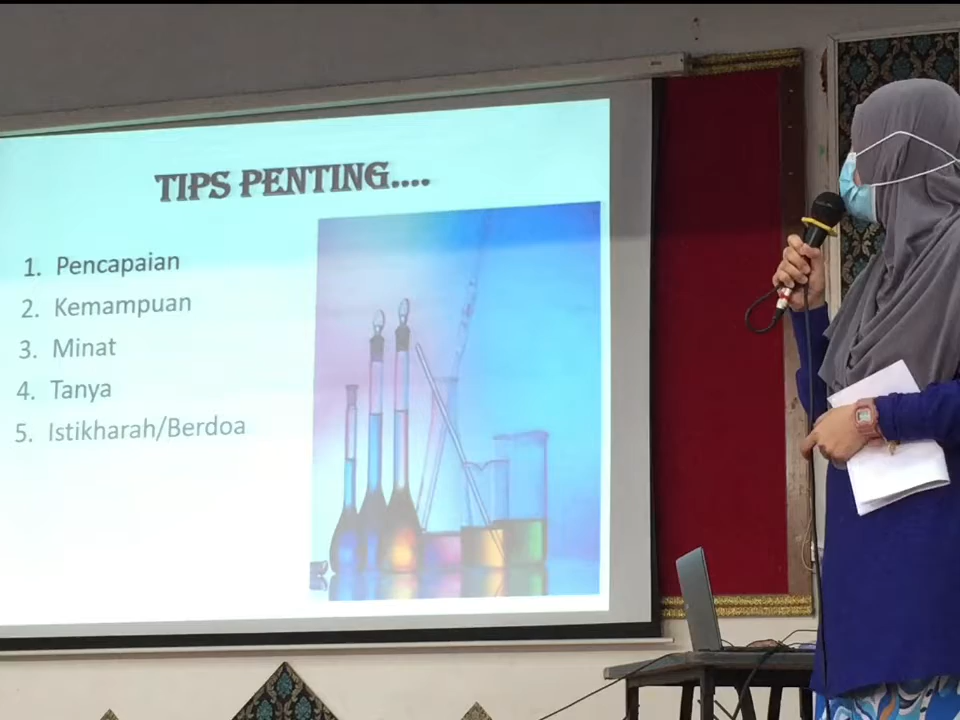 TIPS PENTING....
1. Pencapaian
2. Kemampuan
3. Minat
4. Tanya
5. Istikharah/Berdoa